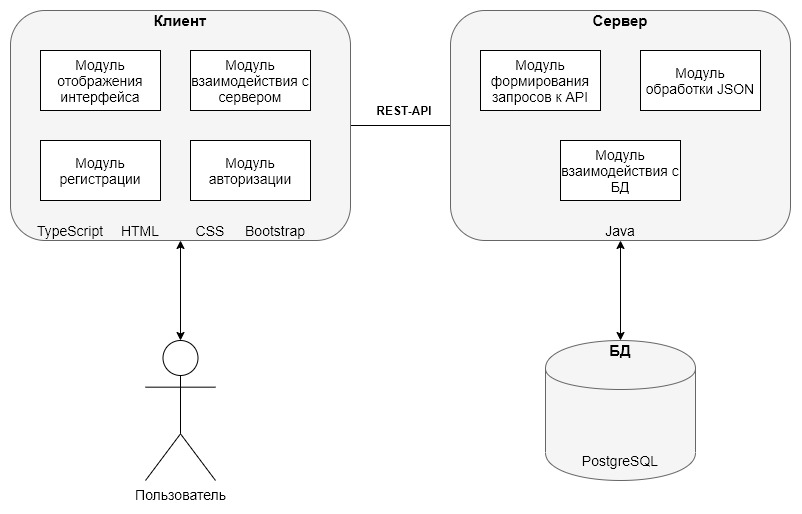 Клиент
Модуль
отображения
интерфейса
Модуль
взаимодействия с
сервером
Модуль
регистрации
Модуль
авторизации
TypeScript HTML CSS Bootstrap
REST-API
Сервер
Модуль
формирования
запросов к API
Модуль
обработки JSON
Модуль
взаимодействия с
БД
Java
Пользователь
БД
PostgreSQL